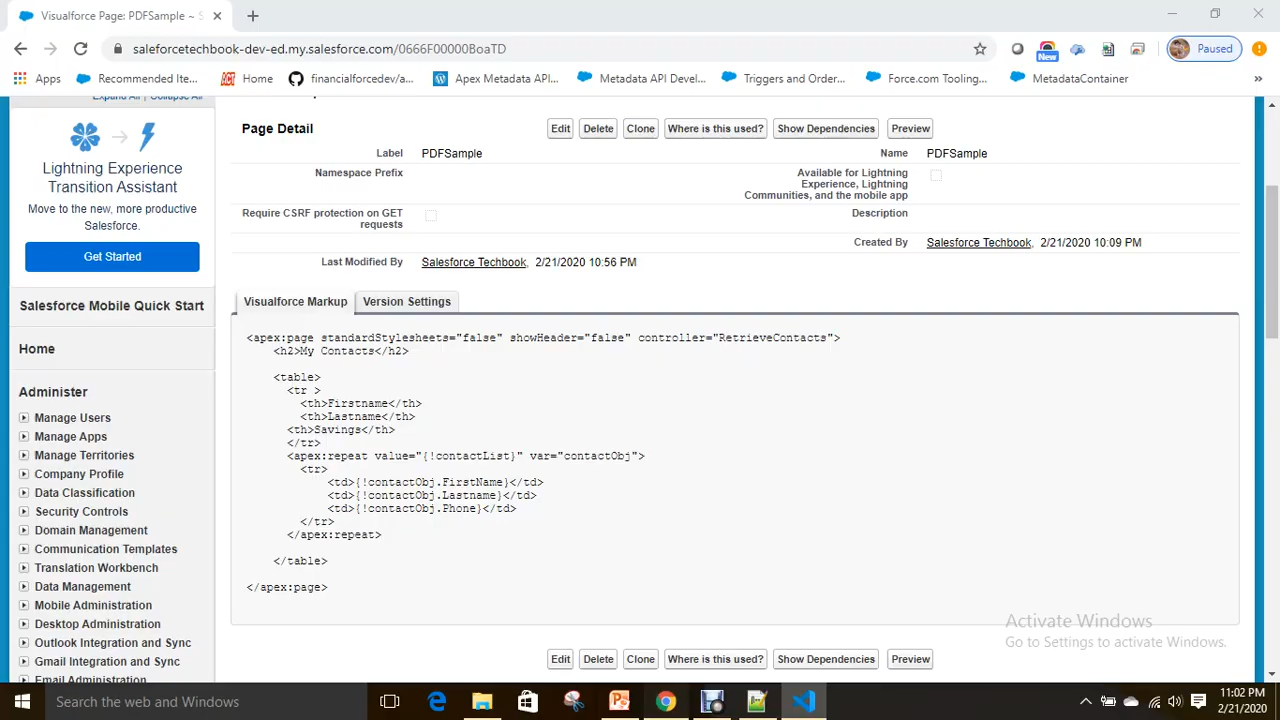 Visualforce Page: PDFSample ~ S
saleforcetechbook-dev-ed.my.salesforce.com/0666F00000BoaTD
New
Paused
Apps
Recommended Ite...
ACT Home
financialforcedev/a...
Apex Metadata API...
Metadata API Devel...
Triggers and Order...
Force.com Tooling...
MetadataContainer
»
Expand All | Collapse All
Lightning Experience
Transition Assistant
Move to the new, more productive
Salesforce.
Get Started
Salesforce Mobile Quick Start
Home
Administer
Manage Users
Manage Apps
Manage Territories
Company Profile
Data Classification
Security Controls
Domain Management
Communication Templates
Translation Workbench
Data Management
Mobile Administration
Desktop Administration
Outlook Integration and Sync
Gmail Integration and Sync
Email Administration
Page Detail
Edit Delete Clone Where is this used? Show Dependencies Preview
Label PDFSample
Name PDFSample
Namespace Prefix
Available for Lightning
Experience, Lightning
Communities, and the mobile app
Require CSRF protection on GET
requests
Description
Created By Salesforce Techbook, 2/21/2020 10:09 PM
Last Modified By Salesforce Techbook, 2/21/2020 10:56 PM
Visualforce Markup Version Settings
<apex:page standardStylesheets="false" showHeader="false" controller="RetrieveContacts">
<h2>My Contacts</h2>
<table>
<tr >
<th>Firstname</th>
<th>Lastname</th>
<th>Savings</th>
</tr>
<apex:repeat value="{!contactList}" var="contactObj">
<tr>
<td>{!contactObj.FirstName}</td>
<td>{!contactObj.Lastname}</td>
<td>{!contactObj.Phone}</td>
</tr>
</apex:repeat>
</table>
</apex:page>
Activate Windows
Go to Settings to activate Windows.
Edit Delete Clone Where is this used? Show Dependencies Preview
Search the web and Windows
11:02 PM
2/21/2020